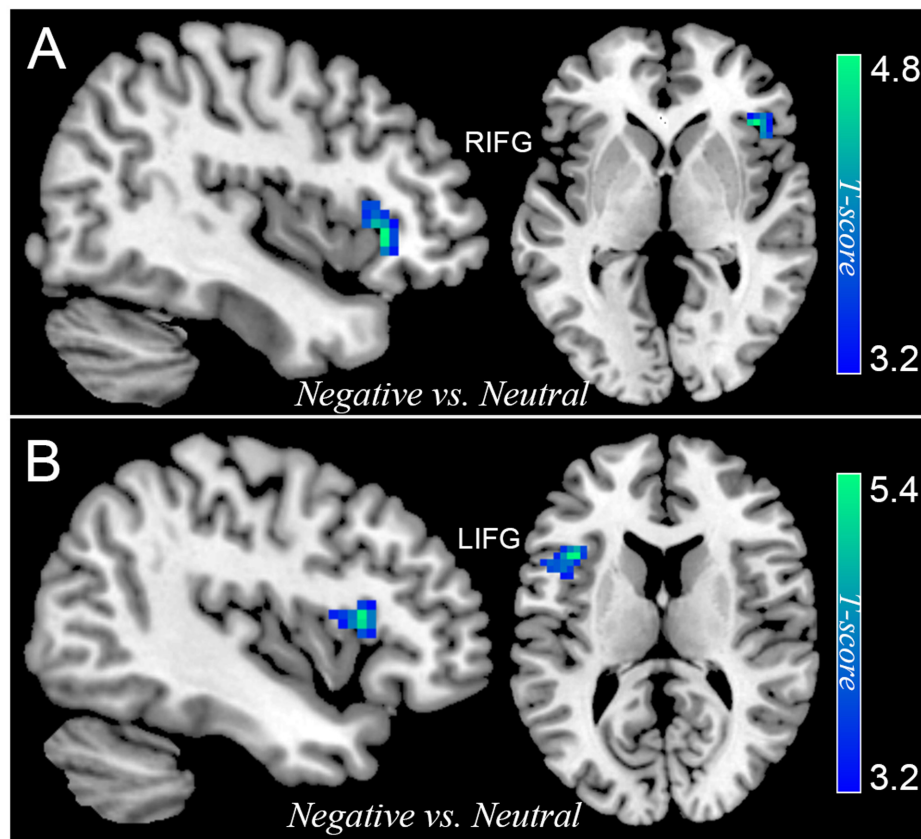 A
RIFG
4.8
T-score
3.2
Negative vs. Neutral
B
LIFG
5.4
T-score
3.2
Negative vs. Neutral